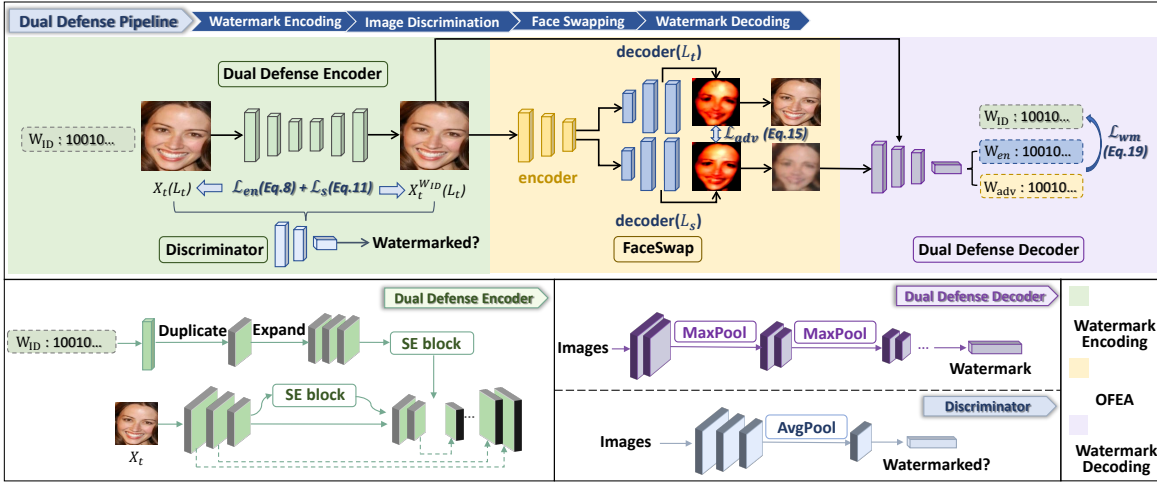 Dual Defense Pipeline
Watermark Encoding
Image Discrimination
Face Swapping
Watermark Decoding
Dual Defense Encoder
W_ID : 10010...
X_t(L_t)
ℒ_en(Eq.8) + ℒ_s(Eq.11)
X_t^{W_ID}(L_t)
Discriminator
Watermarked?
encoder
decoder(L_t)
ℒ_adv (Eq.15)
decoder(L_s)
FaceSwap
W_ID : 10010...
W_en : 10010...
W_adv : 10010...
ℒ_wm
(Eq.19)
Dual Defense Decoder
Dual Defense Encoder
W_ID : 10010...
Duplicate
Expand
SE block
SE block
X_t
...
Dual Defense Decoder
Images
MaxPool
MaxPool
...
Watermark
Discriminator
Images
AvgPool
Watermarked?
Watermark
Encoding
OFEA
Watermark
Decoding